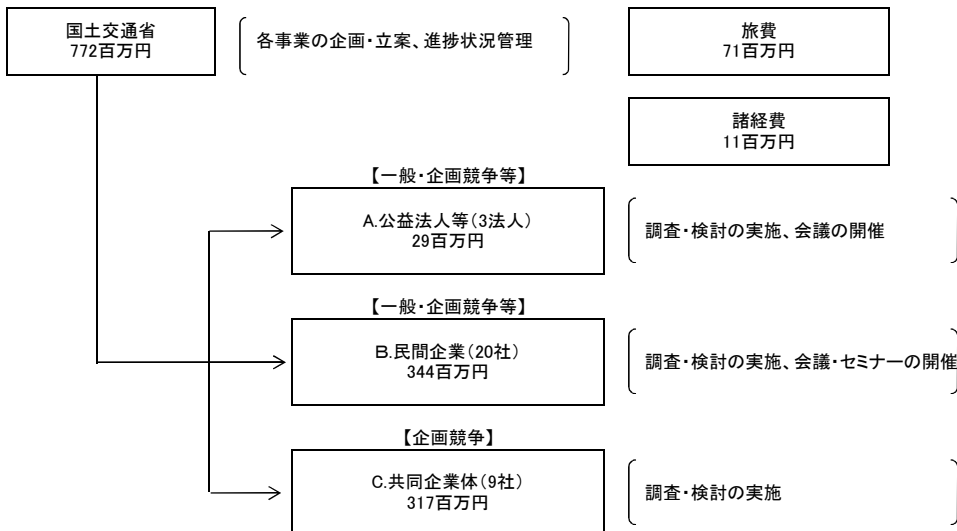 国土交通省
772百万円
各事業の企画・立案、進捗状況管理
旅費
71百万円
諸経費
11百万円
【一般・企画競争等】
A.公益法人等(3法人)
29百万円
調査・検討の実施、会議の開催
【一般・企画競争等】
B.民間企業(20社)
344百万円
調査・検討の実施、会議・セミナーの開催
【企画競争】
C.共同企業体(9社)
317百万円
調査・検討の実施